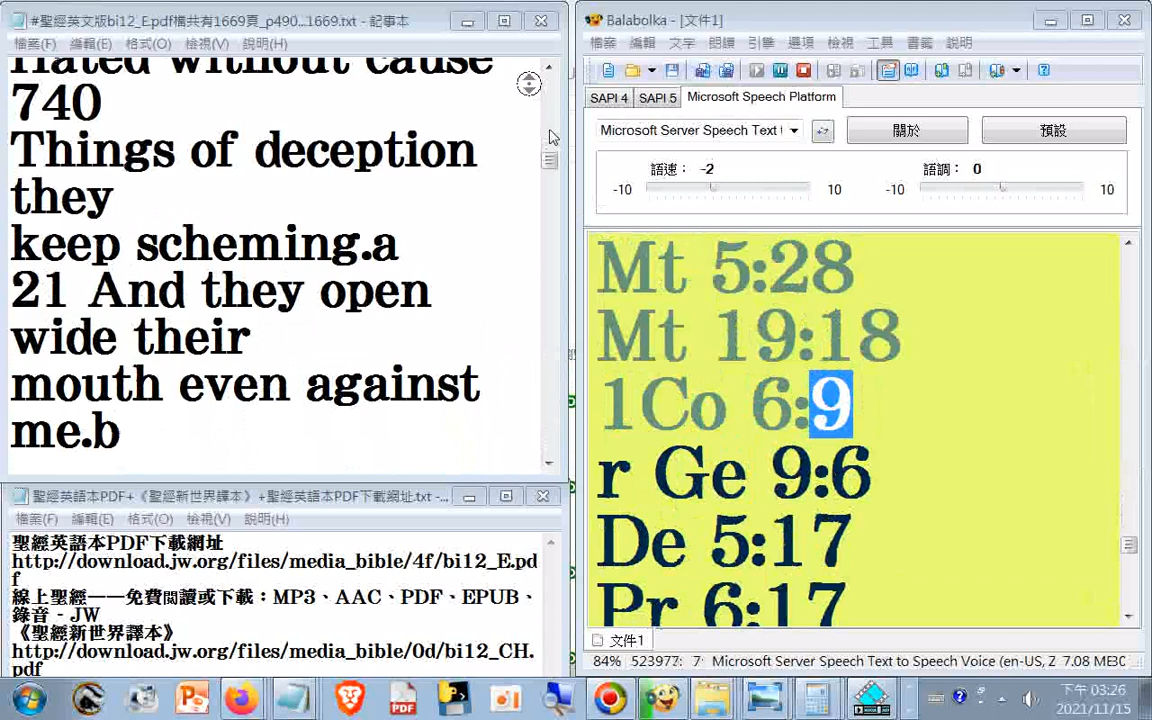 #聖經英文版bi12_E.pdf檔共有1669頁_p490...1669.txt - 記事本
檔案(F) 編輯(E) 格式(O) 檢視(V) 說明(H)
Hated without cause
740
Things of deception
they
keep scheming.a
21 And they open
wide their
mouth even against
me.b
聖經英語本PDF+《聖經新世界譯本》+聖經英語本PDF下載網址.txt -...
檔案(F) 編輯(E) 格式(O) 檢視(V) 說明(H)
聖經英語本PDF下載網址
http://download.jw.org/files/media_bible/4f/bi12_E.pd
f
線上聖經——免費閱讀或下載：MP3、AAC、PDF、EPUB、
錄音 - JW
《聖經新世界譯本》
http://download.jw.org/files/media_bible/0d/bi12_CH.
pdf
Balabolka - [文件1]
檔案 編輯 文字 朗讀 引擎 選項 檢視 工具 書籤 說明
SAPI 4 SAPI 5 Microsoft Speech Platform
Microsoft Server Speech Text 關於 預設
語速： -2 語調： 0
-10 10 -10 10
Mt 5:28
Mt 19:18
1Co 6:9
r Ge 9:6
De 5:17
Pr 6:17
文件1
84% 523977: 7 Microsoft Server Speech Text to Speech Voice (en-US, Z 7.08 МБ
下午 03:26
2021/11/15